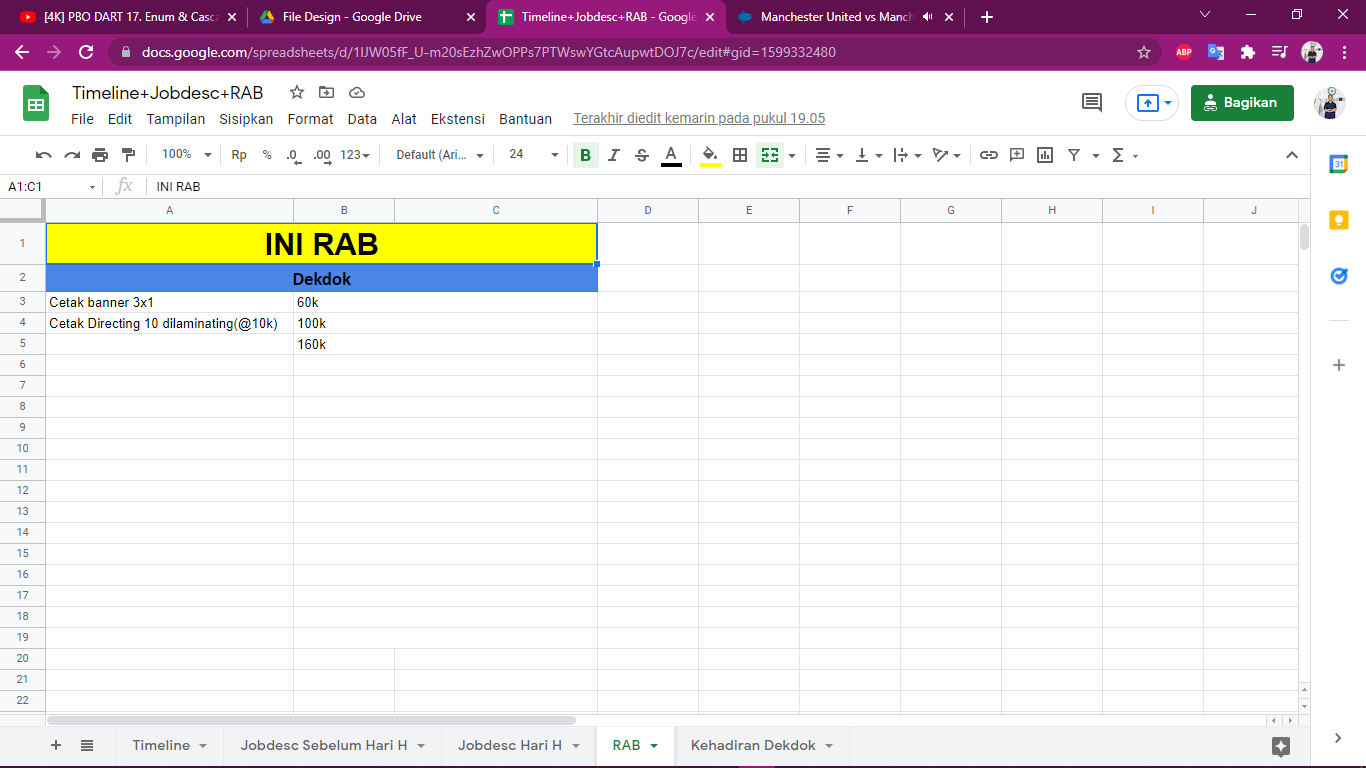 [4K] PBO DART 17. Enum & Casca
File Design - Google Drive
Timeline+Jobdesc+RAB - Google
Manchester United vs Manch
docs.google.com/spreadsheets/d/1IJW05fF_U-m20sEzhZwOPPs7PTWswYGtcAupwtDOJ7c/edit#gid=1599332480
ABP
Timeline+Jobdesc+RAB
Bagikan
File Edit Tampilan Sisipkan Format Data Alat Ekstensi Bantuan Terakhir diedit kemarin pada pukul 19.05
100% Rp % .0 .00 123 Default (Ari... 24 B I S A Σ
31
A1:C1 fx INI RAB
A B C D E F G H I J
1 INI RAB
2 Dekdok
3 Cetak banner 3x1 60k
4 Cetak Directing 10 dilaminating(@10k) 100k
5 160k
6
7
8
9
10
11
12
13
14
15
16
17
18
19
20
21
22
Timeline Jobdesc Sebelum Hari H Jobdesc Hari H RAB Kehadiran Dekdok